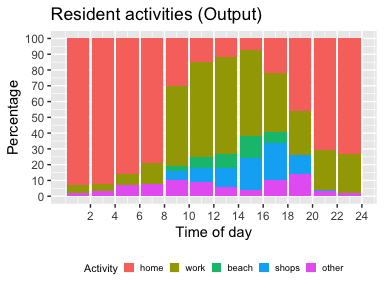 Resident activities (Output)
Percentage
100
90
80
70
60
50
40
30
20
10
0
2 4 6 8 10 12 14 16 18 20 22 24
Time of day
Activity home work beach shops other